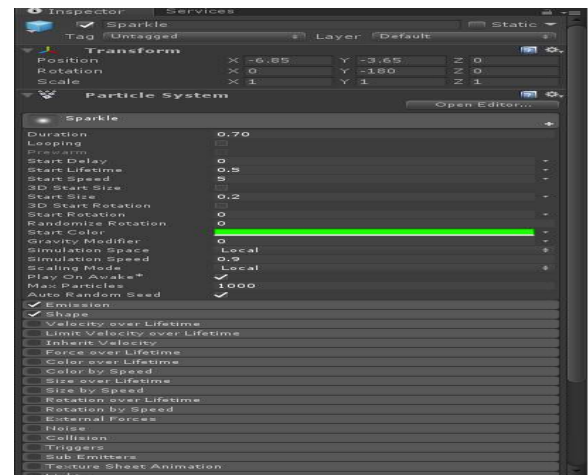 Inspector Services
Sparkle Static
Tag Untagged Layer Default
Transform
Position X -6.85 Y -3.65 Z 0
Rotation X 0 Y -180 Z 0
Scale X 1 Y 1 Z 1
Particle System
Open Editor...
Sparkle
Duration 0.70
Looping
Prewarm
Start Delay 0
Start Lifetime 0.5
Start Speed 5
3D Start Size
Start Size 0.2
3D Start Rotation
Start Rotation 0
Randomize Rotation 0
Start Color
Gravity Modifier 0
Simulation Space Local
Simulation Speed 0.9
Scaling Mode Local
Play On Awake*
Max Particles 1000
Auto Random Seed
Emission
Shape
Velocity over Lifetime
Limit Velocity over Lifetime
Inherit Velocity
Force over Lifetime
Color over Lifetime
Color by Speed
Size over Lifetime
Size by Speed
Rotation over Lifetime
Rotation by Speed
External Forces
Noise
Collision
Triggers
Sub Emitters
Texture Sheet Animation